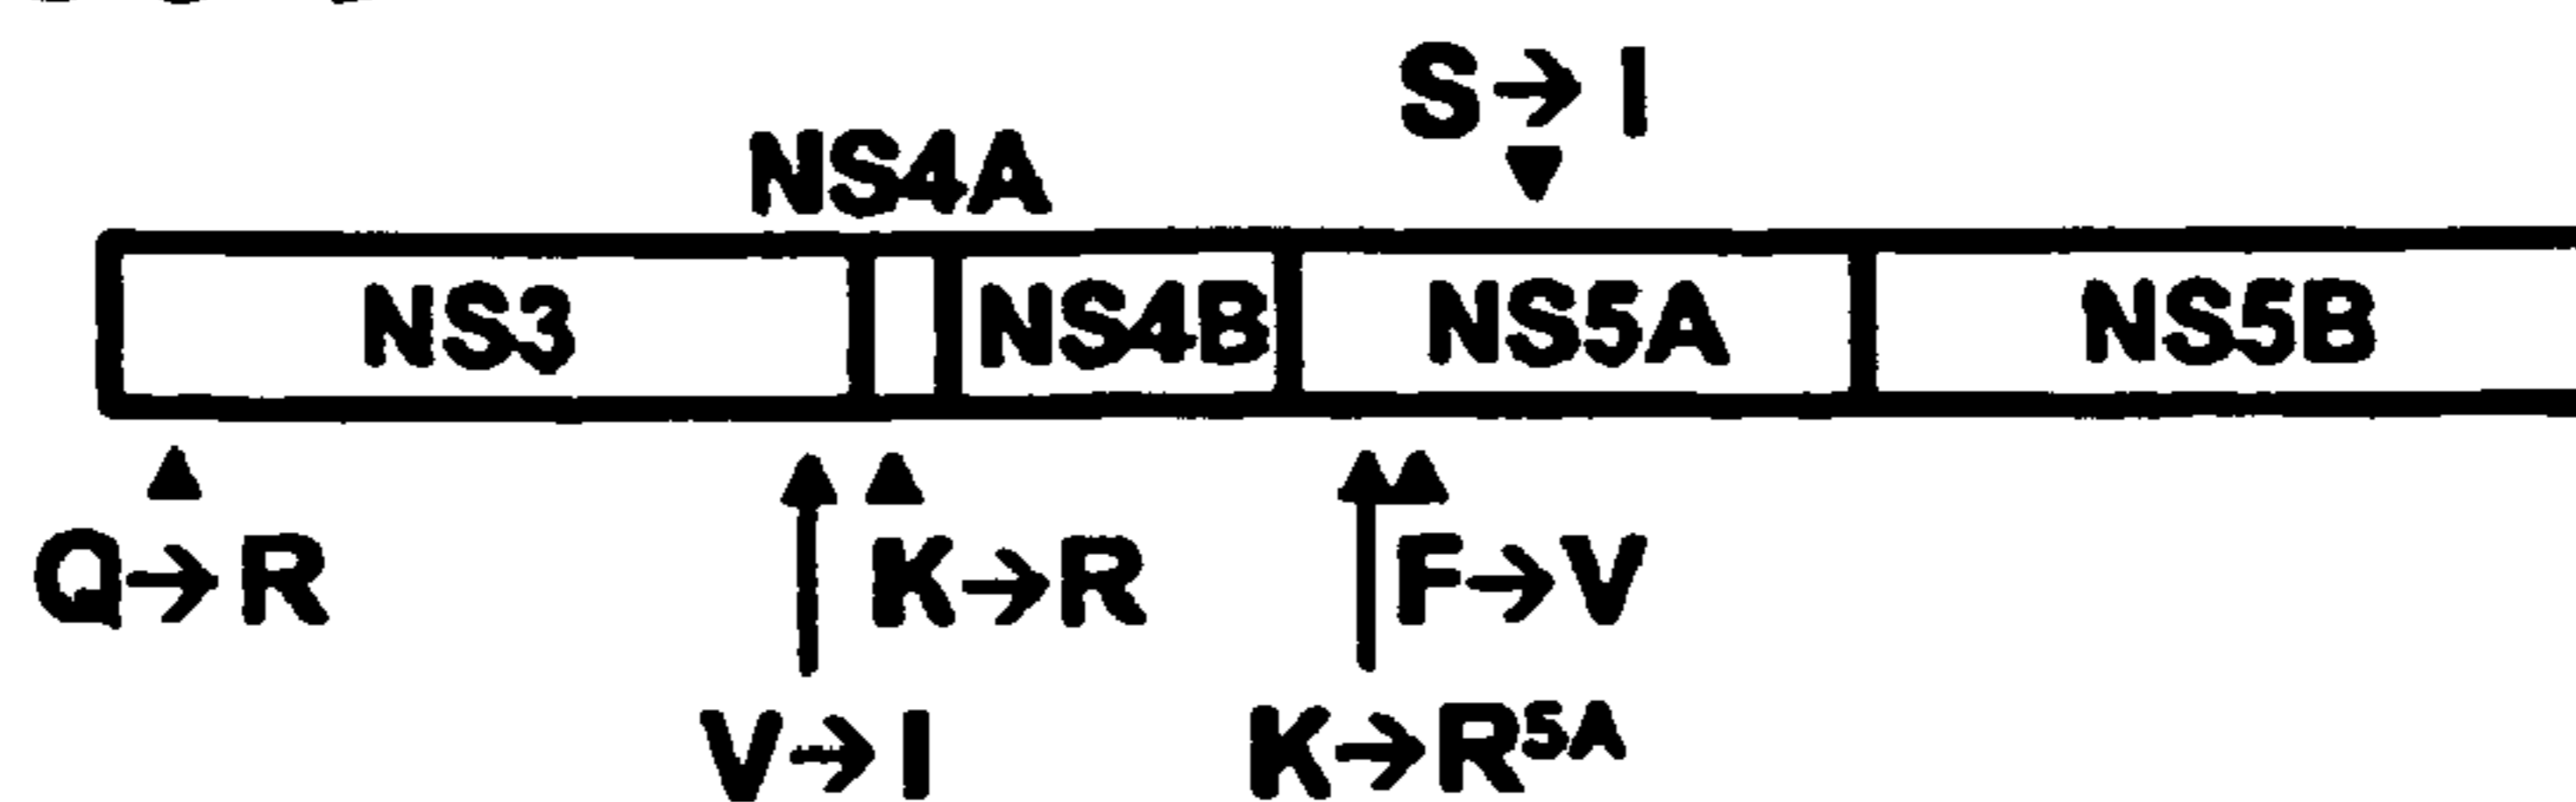 S→I
NS4A
NS3 NS4B NS5A NS5B
Q→R K→R F→V
V→I K→R⁵ᴬ